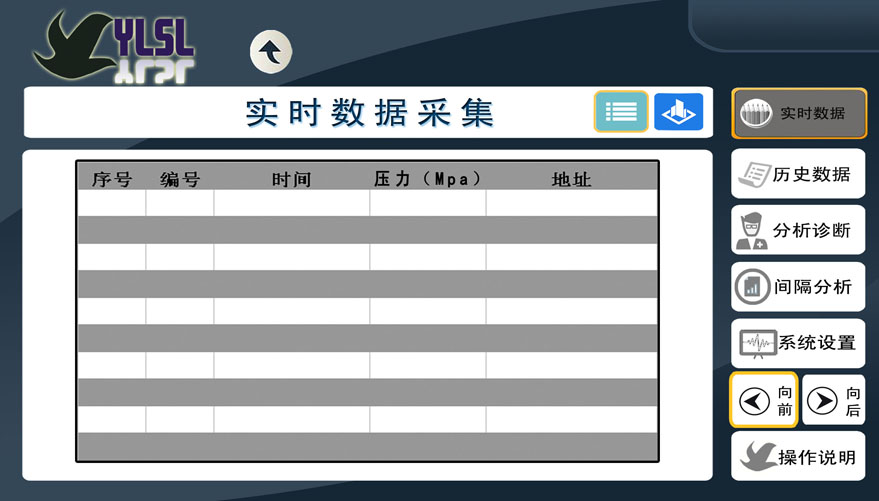 YLSL
实时数据采集
实时数据
序号 编号 时间 压力（Mpa） 地址
历史数据
分析诊断
间隔分析
系统设置
向前
向后
操作说明